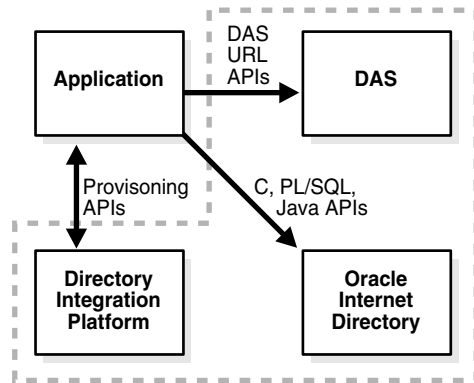 Application
DAS
URL
APIs
DAS
Provisoning
APIs
C, PL/SQL,
Java APIs
Directory
Integration
Platform
Oracle
Internet
Directory